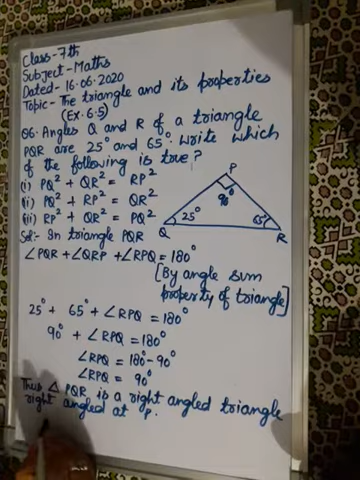 Class-7th
Subject-Maths
Dated-16.06.2020
Topic-The triangle and its properties
(Ex.6.5)
Q6. Angles Q and R of a triangle
PQR are 25° and 65°. Write which
of the following is true?
(i) PQ² + QR² = RP²
(ii) PQ² + RP² = QR²
(iii) RP² + QR² = PQ²
P
90°
25°
65°
Q
R
Sol:- In triangle PQR
∠PQR + ∠QRP + ∠RPQ = 180°
[By angle sum
property of triangle]
25° + 65° + ∠RPQ = 180°
90° + ∠RPQ = 180°
∠RPQ = 180° - 90°
∠RPQ = 90°
Thus △ PQR is a right angled triangle
right angled at P.